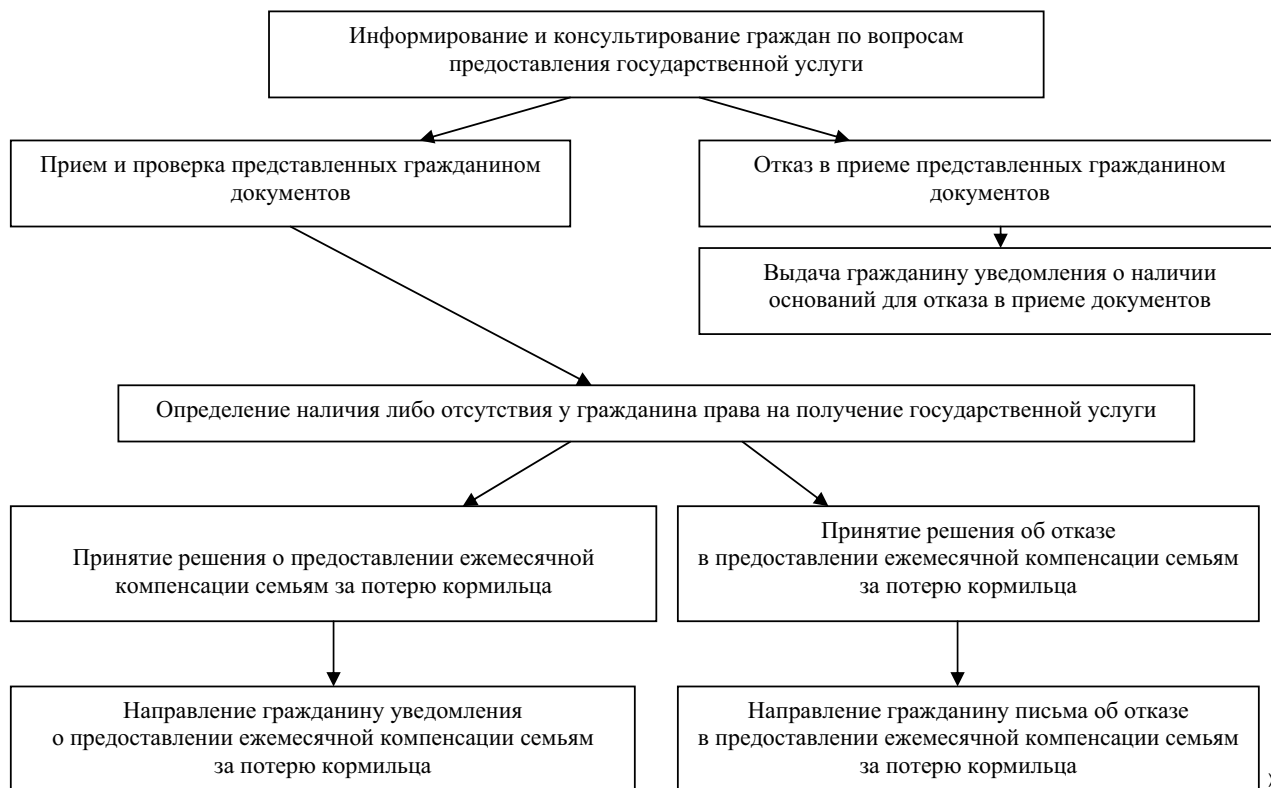 Информирование и консультирование граждан по вопросам
предоставления государственной услуги
Прием и проверка представленных гражданином
документов
Отказ в приеме представленных гражданином
документов
Выдача гражданину уведомления о наличии
оснований для отказа в приеме документов
Определение наличия либо отсутствия у гражданина права на получение государственной услуги
Принятие решения о предоставлении ежемесячной
компенсации семьям за потерю кормильца
Принятие решения об отказе
в предоставлении ежемесячной компенсации семьям
за потерю кормильца
Направление гражданину уведомления
о предоставлении ежемесячной компенсации семьям
за потерю кормильца
Направление гражданину письма об отказе
в предоставлении ежемесячной компенсации семьям
за потерю кормильца